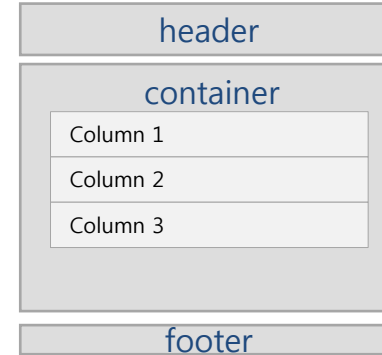 header
container
Column 1
Column 2
Column 3
footer